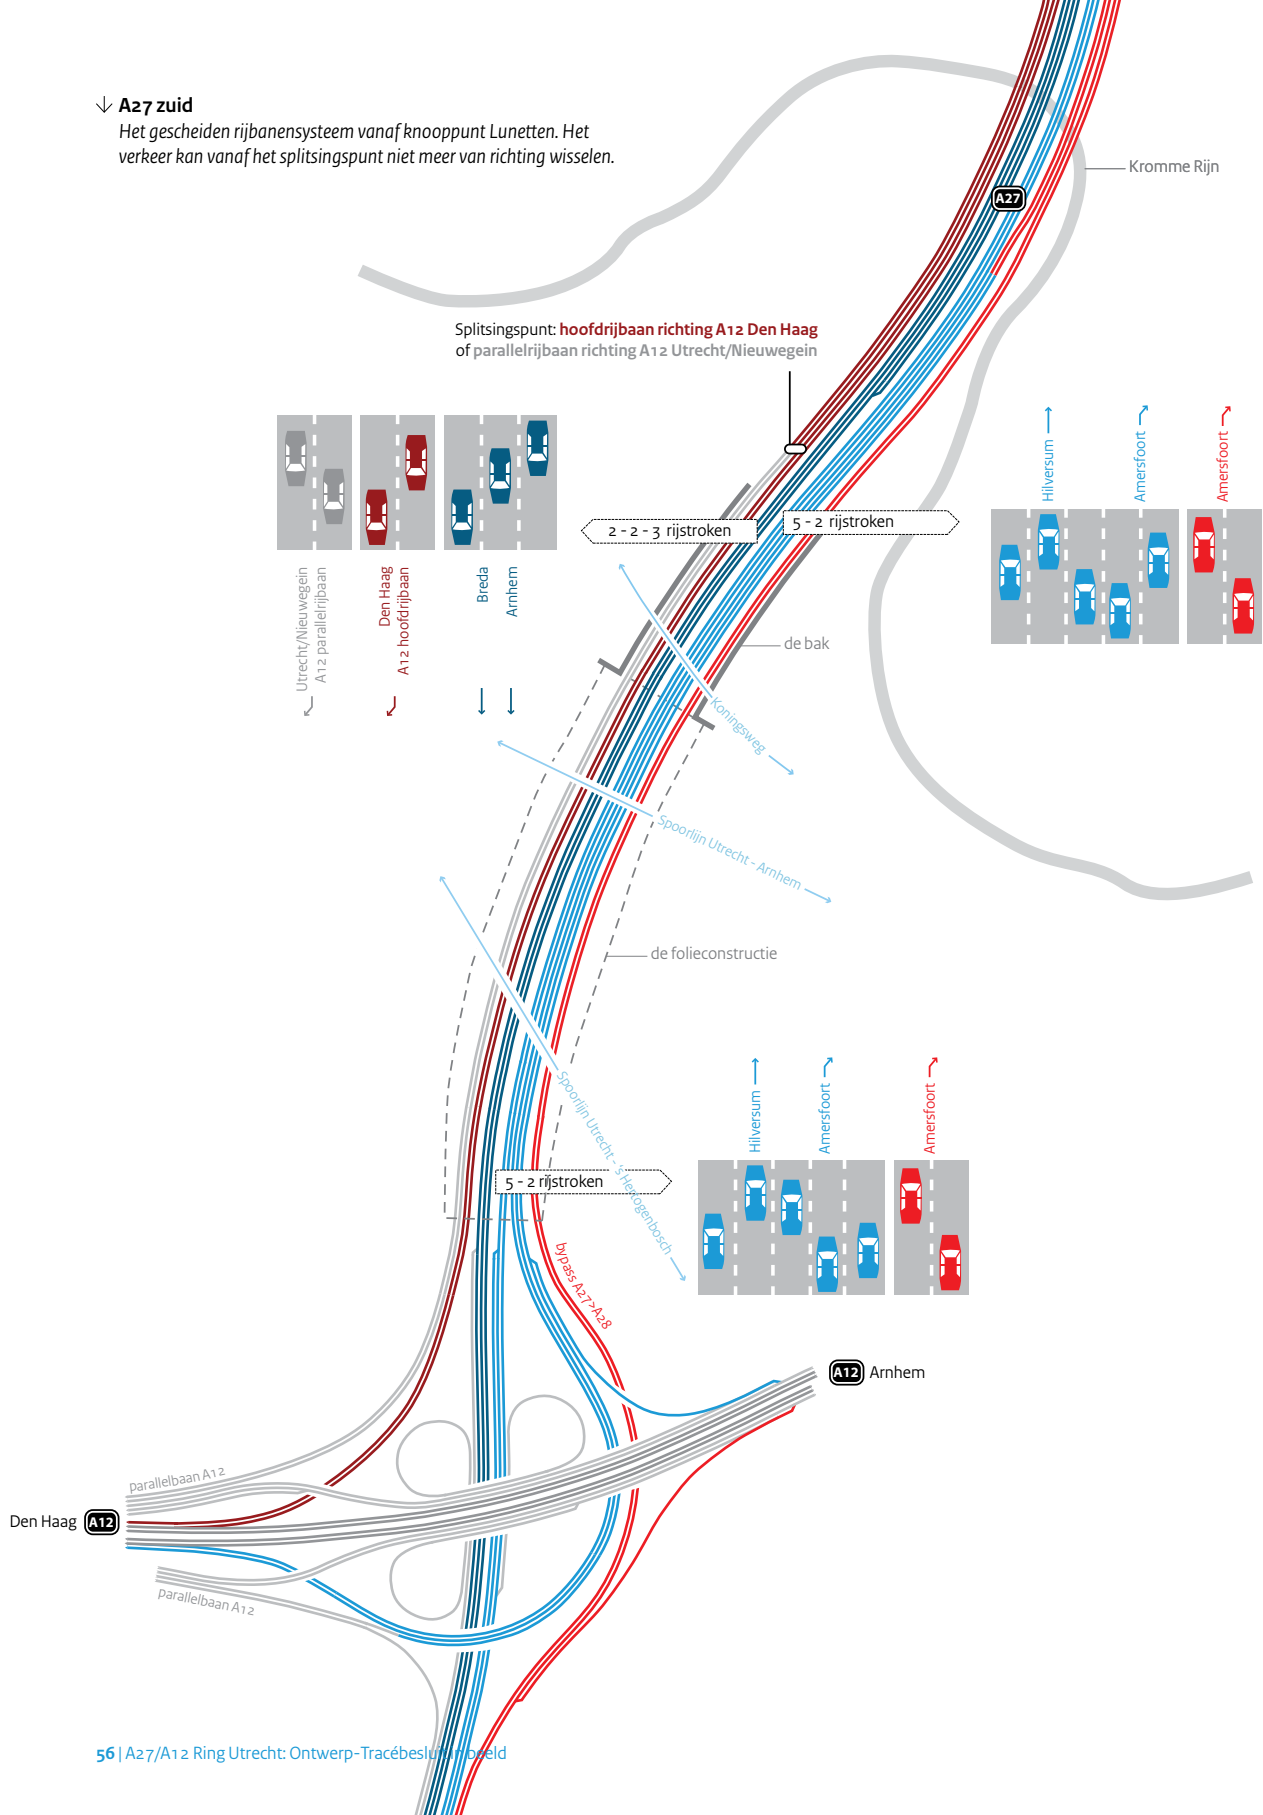 A27 zuid
Het gescheiden rijbanensysteem vanaf knooppunt Lunetten. Het
verkeer kan vanaf het splitsingspunt niet meer van richting wisselen.
Kromme Rijn
A27
Splitsingspunt: hoofdrijbaan richting A12 Den Haag
of parallelrijbaan richting A12 Utrecht/Nieuwegein
Hilversum
Amersfoort
Amersfoort
2 - 2 - 3 rijstroken
5 - 2 rijstroken
Utrecht/Nieuwegein
A12 parallelrijbaan
Den Haag
A12 hoofdrijbaan
Breda
Arnhem
de bak
Koningsweg
Spoorlijn Utrecht - Arnhem
de folieconstructie
Spoorlijn Utrecht - 's Hertogenbosch
Hilversum
Amersfoort
Amersfoort
5 - 2 rijstroken
bypass A27>A28
A12 Arnhem
parallelbaan A12
Den Haag A12
parallelbaan A12
56 | A27/A12 Ring Utrecht: Ontwerp-Tracébesluit in beeld